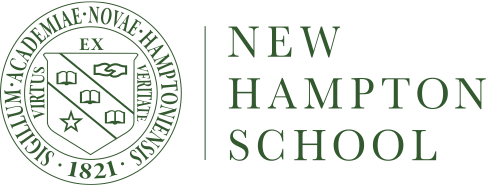 SIGILLUM · ACADEMIAE · NOVAE · HAMPTONIENSIS
· 1821 ·
EX
VIRTUS
VERITATE
NEW
HAMPTON
SCHOOL